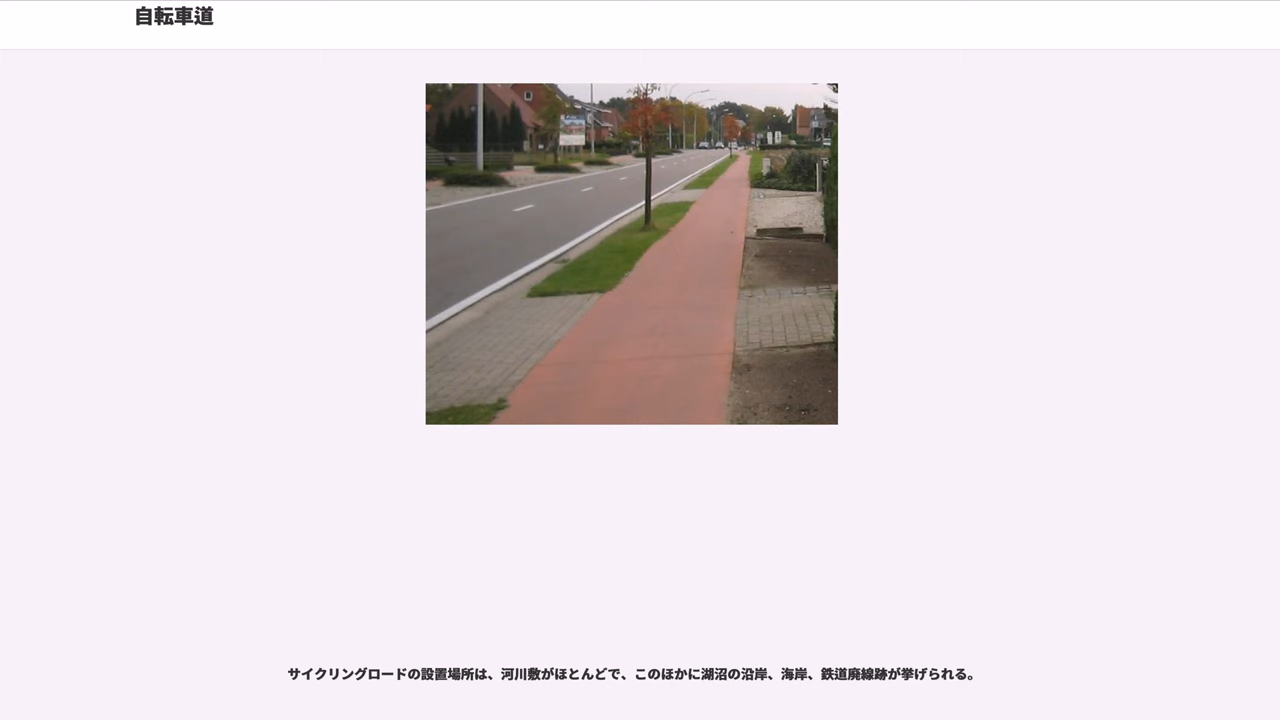 自転車道
サイクリングロードの設置場所は、河川敷がほとんどで、このほかに湖沼の沿岸、海岸、鉄道廃線跡が挙げられる。